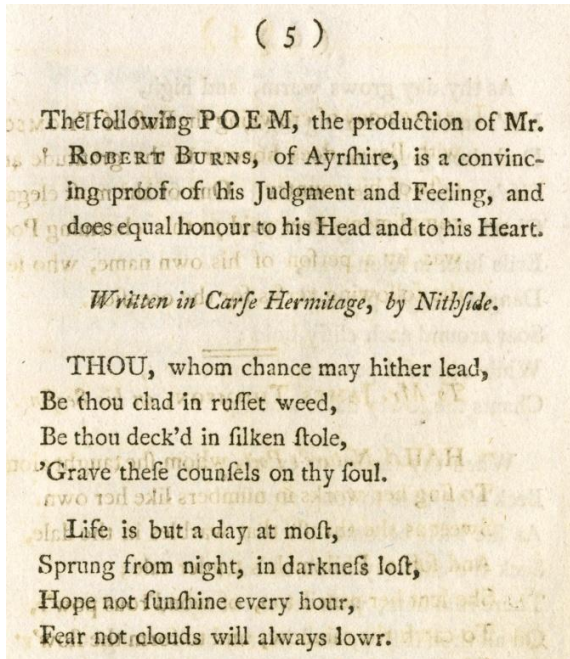 ( 5 )
The following POEM, the production of Mr.
ROBERT BURNS, of Ayrſhire, is a convinc-
ing proof of his Judgment and Feeling, and
does equal honour to his Head and to his Heart.
Written in Carſe Hermitage, by Nithſide.
THOU, whom chance may hither lead,
Be thou clad in ruſſet weed,
Be thou deck'd in ſilken ſtole,
'Grave theſe counſels on thy ſoul.
Life is but a day at moſt,
Sprung from night, in darkneſs loſt,
Hope not ſunſhine every hour,
Fear not clouds will always lowr.